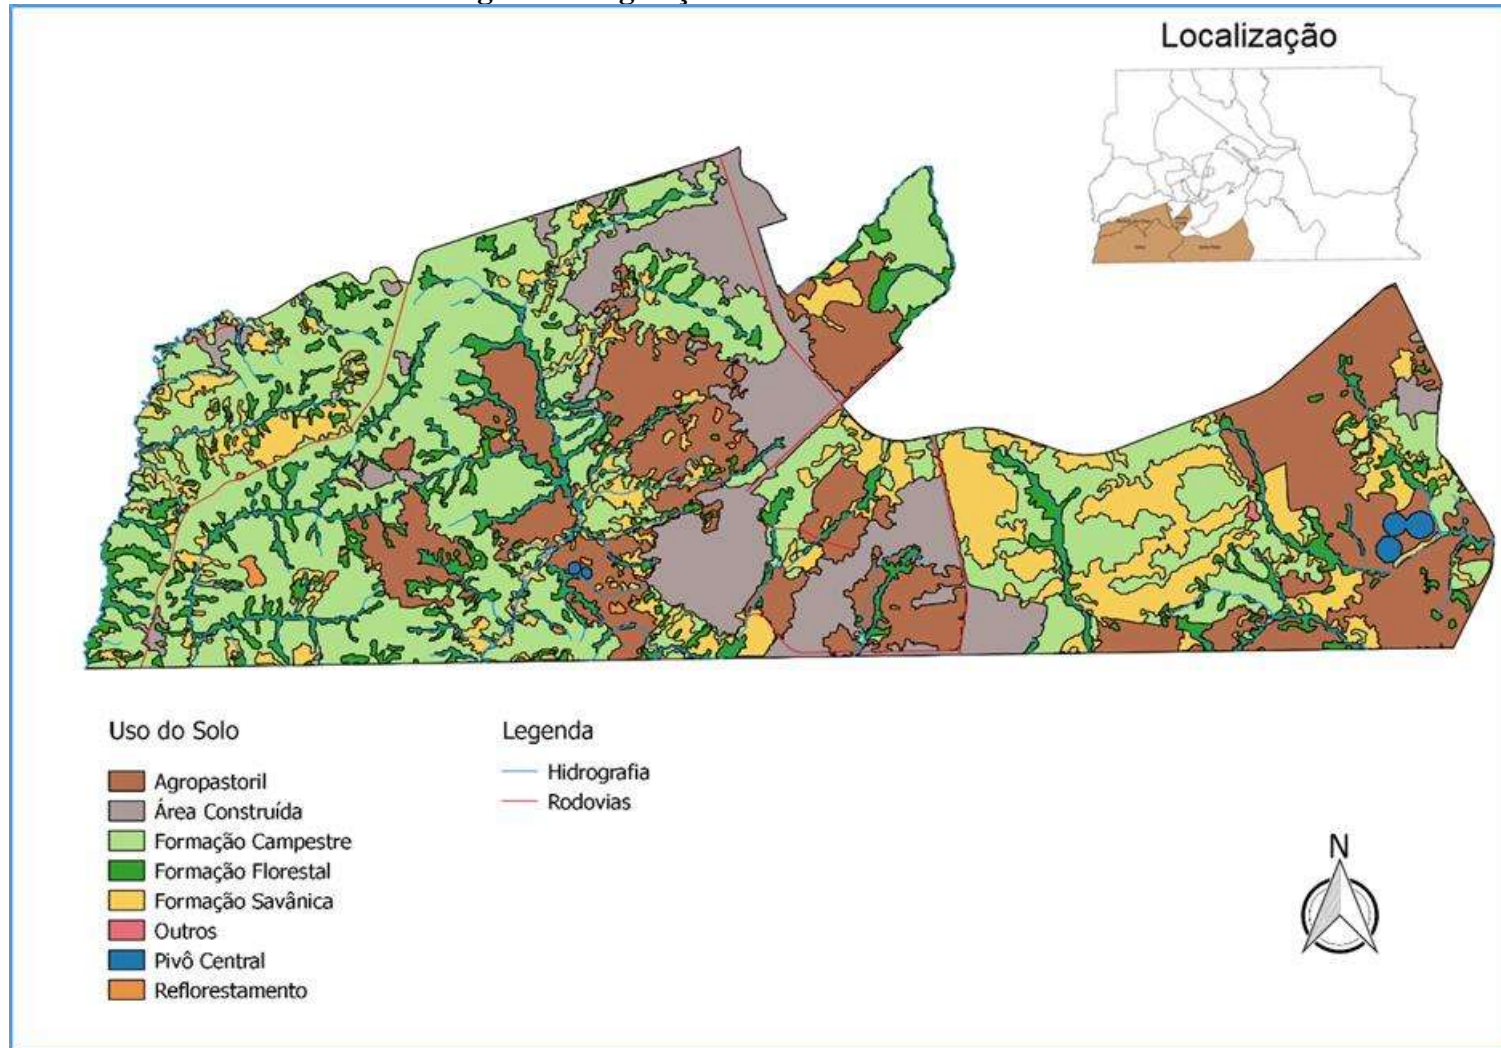 Localização
Uso do Solo
Agropastoril
Área Construída
Formação Campestre
Formação Florestal
Formação Savânica
Outros
Pivô Central
Reflorestamento
Legenda
Hidrografia
Rodovias
N